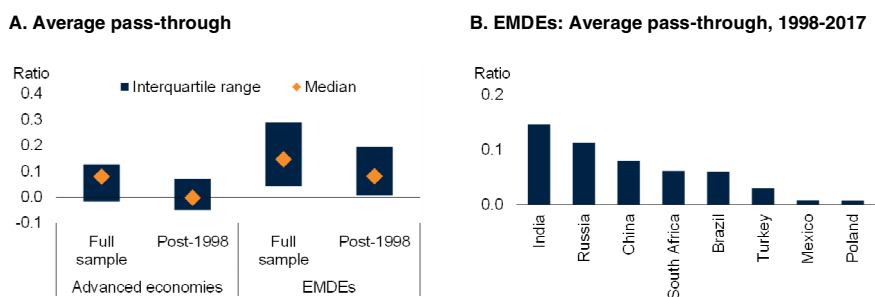 A. Average pass-through
Ratio
0.4
0.3
0.2
0.1
0.0
-0.1
Interquartile range
Median
Full sample
Post-1998
Full sample
Post-1998
Advanced economies
EMDEs
B. EMDEs: Average pass-through, 1998-2017
Ratio
0.2
0.1
0.0
India
Russia
China
South Africa
Brazil
Turkey
Mexico
Poland